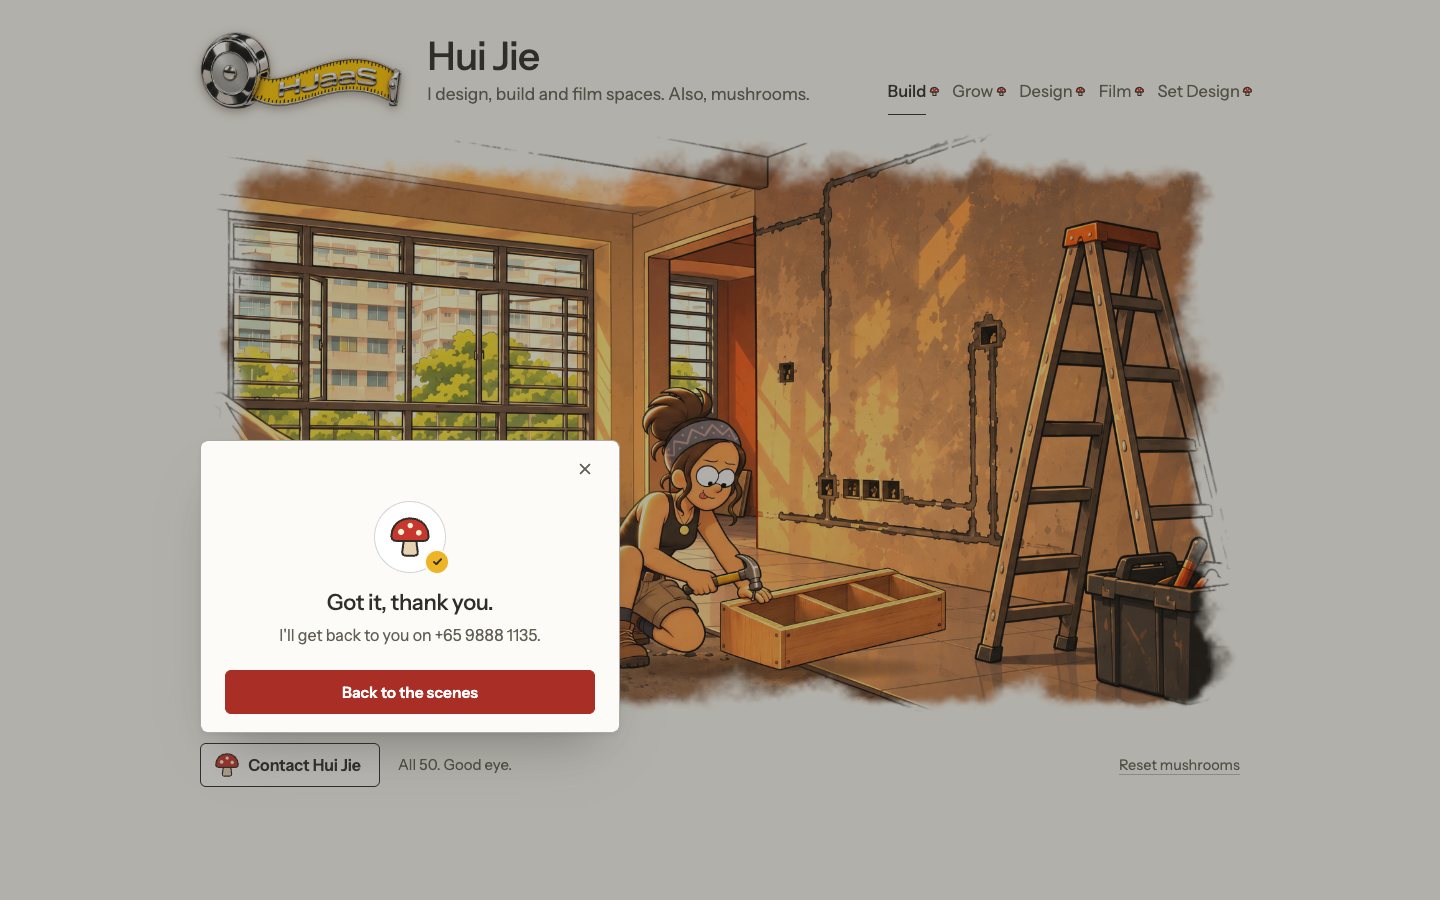 HJaaS
Hui Jie
I design, build and film spaces. Also, mushrooms.
Build Grow Design Film Set Design
Got it, thank you.
I'll get back to you on +65 9888 1135.
Back to the scenes
Contact Hui Jie
All 50. Good eye.
Reset mushrooms